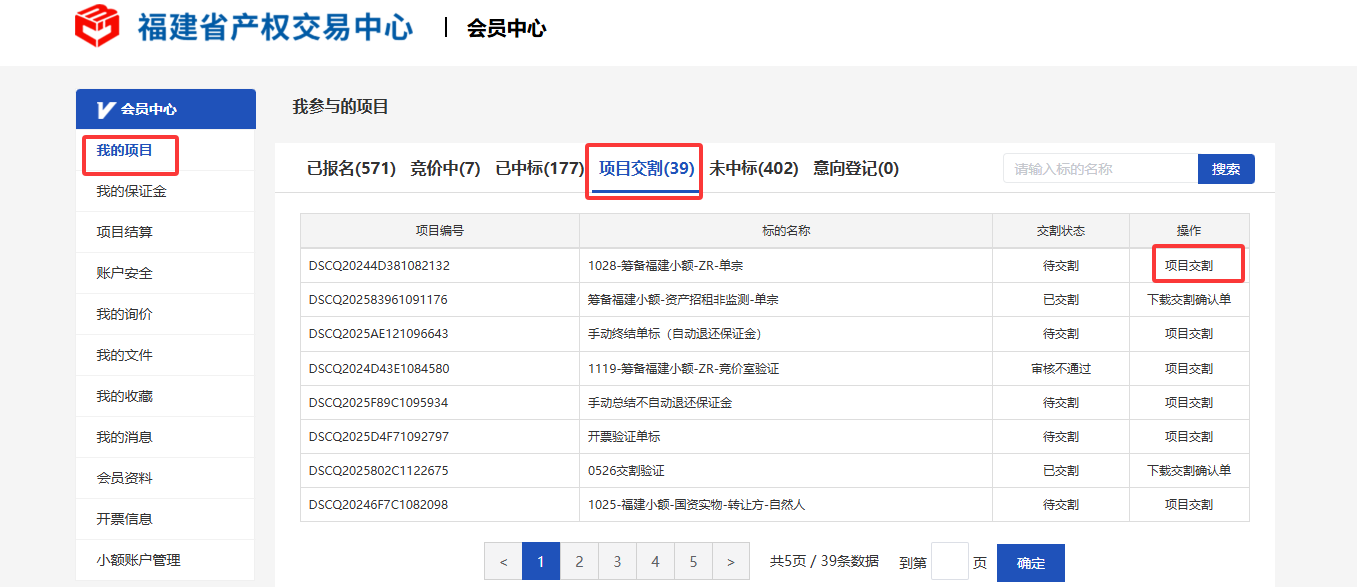 福建省产权交易中心 | 会员中心
会员中心
我的项目
我的保证金
项目结算
账户安全
我的询价
我的文件
我的收藏
我的消息
会员资料
开票信息
小额账户管理
我参与的项目
已报名(571) 竞价中(7) 已中标(177) 项目交割(39) 未中标(402) 意向登记(0) 请输入标的名称 搜索
项目编号 标的名称 交割状态 操作
DSCQ20244D381082132 1028-筹备福建小额-ZR-单宗 待交割 项目交割
DSCQ202583961091176 筹备福建小额-资产招租非监测-单宗 已交割 下载交割确认单
DSCQ2025AE121096643 手动终结单标（自动退还保证金） 待交割 项目交割
DSCQ2024D43E1084580 1119-筹备福建小额-ZR-竞价室验证 审核不通过 项目交割
DSCQ2025F89C1095934 手动总结不自动退还保证金 待交割 项目交割
DSCQ2025D4F71092797 开票验证单标 待交割 项目交割
DSCQ2025802C1122675 0526交割验证 已交割 下载交割确认单
DSCQ20246F7C1082098 1025-福建小额-国资实物-转让方-自然人 待交割 项目交割
< 1 2 3 4 5 > 共5页 / 39条数据 到第 页 确定